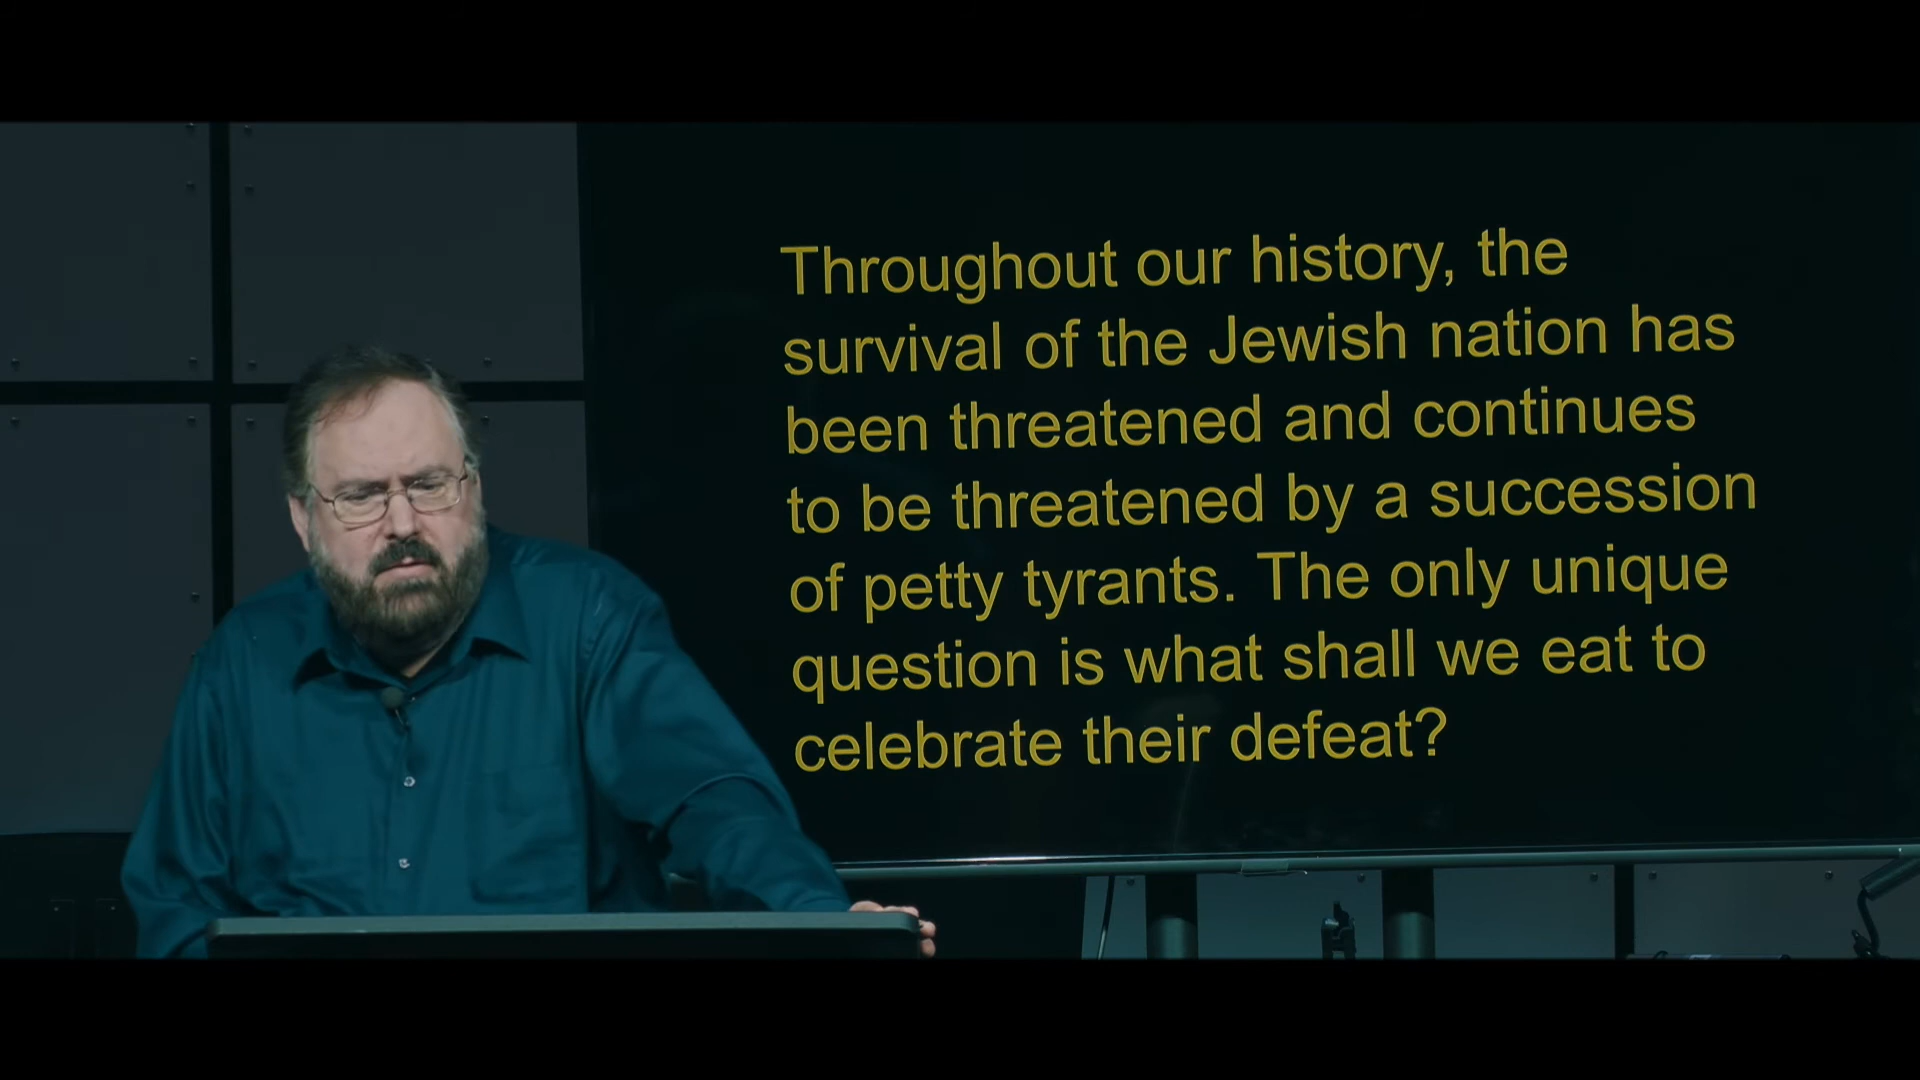 Throughout our history, the
survival of the Jewish nation has
been threatened and continues
to be threatened by a succession
of petty tyrants. The only unique
question is what shall we eat to
celebrate their defeat?